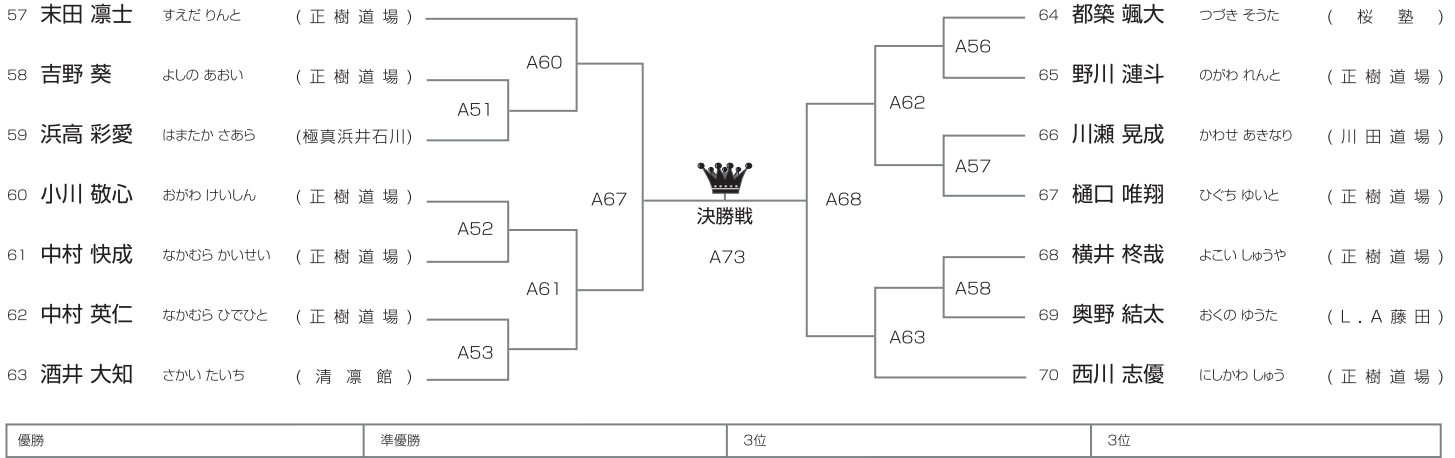 57 末田 凛士 すえだ りんと (正樹道場)
58 吉野 葵 よしの あおい (正樹道場)
59 浜高 彩愛 はまたか さあら (極真浜井石川)
60 小川 敬心 おがわ けいしん (正樹道場)
61 中村 快成 なかむら かいせい (正樹道場)
62 中村 英仁 なかむら ひでひと (正樹道場)
63 酒井 大知 さかい たいち (清凛館)
A60
A51
A52
A61
A53
A67
決勝戦
A73
A68
A56
A62
A57
A58
A63
64 都築 颯大 つづき そうた (桜塾)
65 野川 漣斗 のがわ れんと (正樹道場)
66 川瀬 晃成 かわせ あきなり (川田道場)
67 樋口 唯翔 ひぐち ゆいと (正樹道場)
68 横井 柊哉 よこい しゅうや (正樹道場)
69 奥野 結太 おくの ゆうた (L.A藤田)
70 西川 志優 にしかわ しゅう (正樹道場)
優勝 準優勝 3位 3位